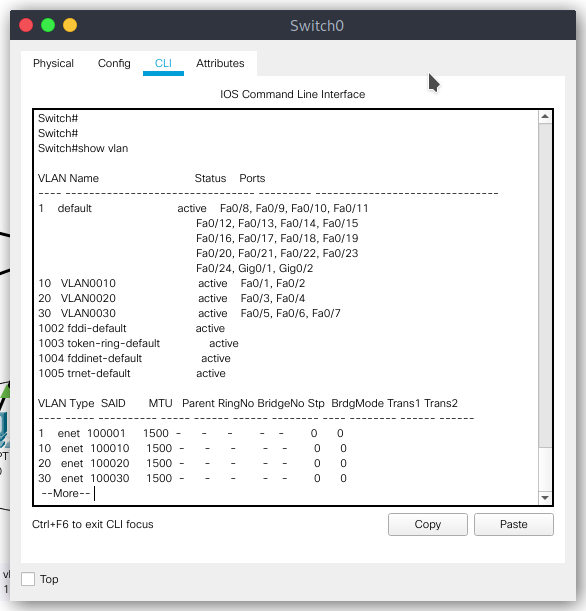 Switch0
Physical Config CLI Attributes
IOS Command Line Interface
Switch#
Switch#
Switch#show vlan
VLAN Name Status Ports
---- -------------------------------- --------- -------------------------------
1 default active Fa0/8, Fa0/9, Fa0/10, Fa0/11
Fa0/12, Fa0/13, Fa0/14, Fa0/15
Fa0/16, Fa0/17, Fa0/18, Fa0/19
Fa0/20, Fa0/21, Fa0/22, Fa0/23
Fa0/24, Gig0/1, Gig0/2
10 VLAN0010 active Fa0/1, Fa0/2
20 VLAN0020 active Fa0/3, Fa0/4
30 VLAN0030 active Fa0/5, Fa0/6, Fa0/7
1002 fddi-default active
1003 token-ring-default active
1004 fddinet-default active
1005 trnet-default active
VLAN Type SAID MTU Parent RingNo BridgeNo Stp BrdgMode Trans1 Trans2
---- ----- ---------- ----- ------ ------ -------- ---- -------- ------ ------
1 enet 100001 1500 - - - - - 0 0
10 enet 100010 1500 - - - - - 0 0
20 enet 100020 1500 - - - - - 0 0
30 enet 100030 1500 - - - - - 0 0
--More--
Ctrl+F6 to exit CLI focus
Copy Paste
Top